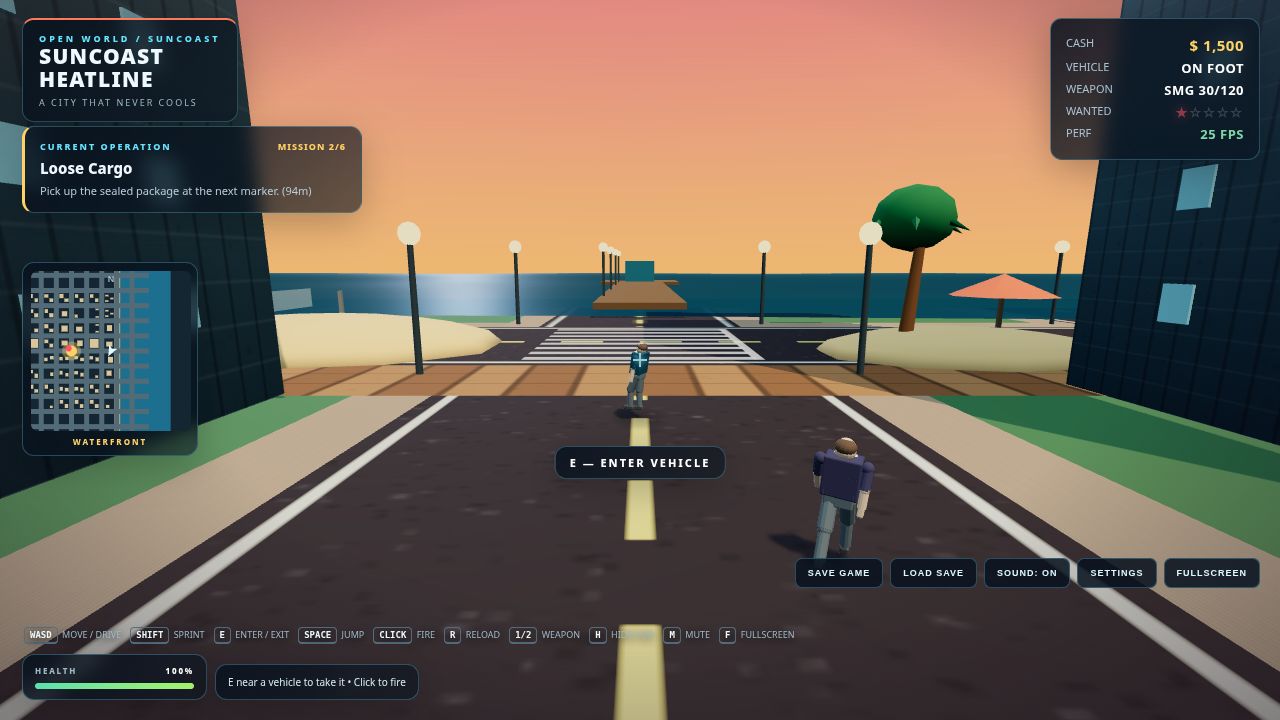 OPEN WORLD / SUNCOAST
SUNCOAST
HEATLINE
A CITY THAT NEVER COOLS
CURRENT OPERATION MISSION 2/6
Loose Cargo
Pick up the sealed package at the next marker. (94m)
CASH $ 1,500
VEHICLE ON FOOT
WEAPON SMG 30/120
WANTED ★☆☆☆☆
PERF 25 FPS
N
WATERFRONT
E — ENTER VEHICLE
SAVE GAME LOAD SAVE SOUND: ON SETTINGS FULLSCREEN
WASD MOVE / DRIVE SHIFT SPRINT E ENTER / EXIT SPACE JUMP CLICK FIRE R RELOAD 1/2 WEAPON H M MUTE F FULLSCREEN
HEALTH 100%
E near a vehicle to take it • Click to fire